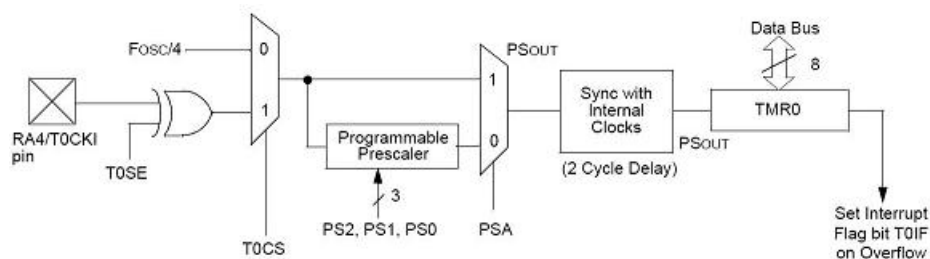 Data Bus
8
FOSC/4
0
PSOUT
1
1
RA4/T0CKI
pin
T0SE
Programmable
Prescaler
0
Sync with
Internal
Clocks
TMR0
PSOUT
(2 Cycle Delay)
3
T0CS
PS2, PS1, PS0
PSA
Set Interrupt
Flag bit T0IF
on Overflow